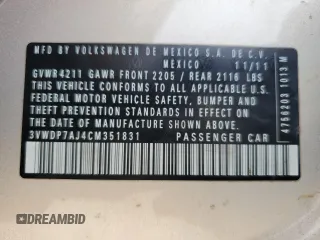 MFD BY VOLKSWAGEN DE MEXICO S.A. DE C.V.
MEXICO 11/11
GVWR4211 GAWR FRONT 2205 / REAR 2116 LBS
THIS VEHICLE CONFORMS TO ALL APPLICABLE U.S.
FEDERAL MOTOR VEHICLE SAFETY, BUMPER, AND
THEFT PREVENTION STANDARDS IN EFFECT ON THE
DATE OF MANUFACTURE SHOWN ABOVE.
3VWDP7AJ4CM351831 PASSENGER CAR
4756203 1013 M
DREAMBID